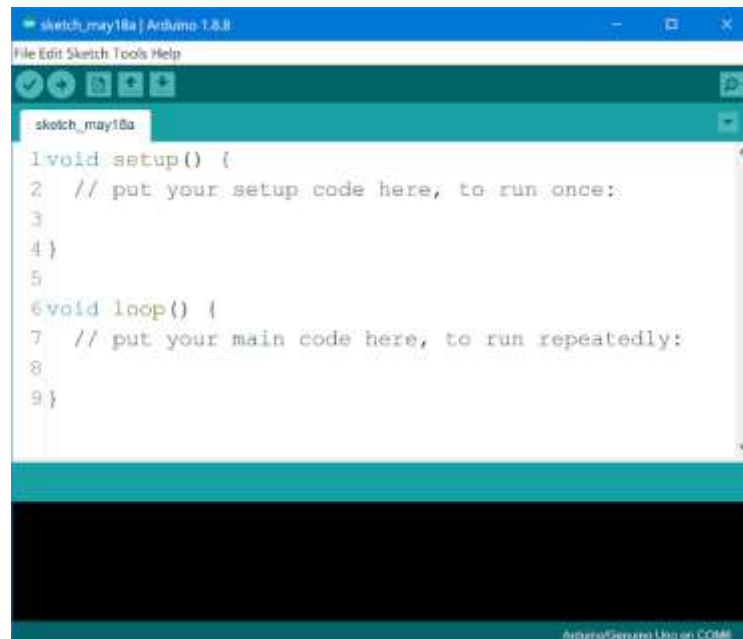 sketch_may18a | Arduino 1.8.8
File Edit Sketch Tools Help
sketch_may18a
1 void setup() {
2 // put your setup code here, to run once:
3
4 }
5
6 void loop() {
7 // put your main code here, to run repeatedly:
8
9 }
Arduino/Genuino Uno on COM6